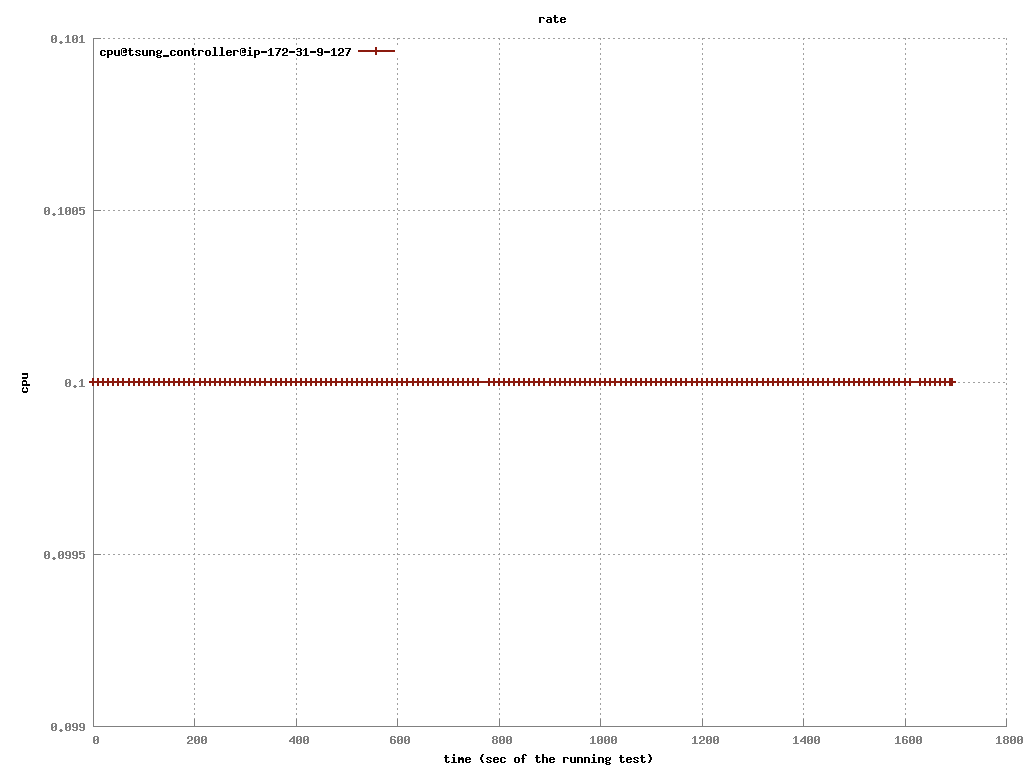 rate
0.101
cpu@tsung_controller@ip-172-31-9-127
0.1005
cpu
0.1
0.0995
0.099
0 200 400 600 800 1000 1200 1400 1600 1800
time (sec of the running test)